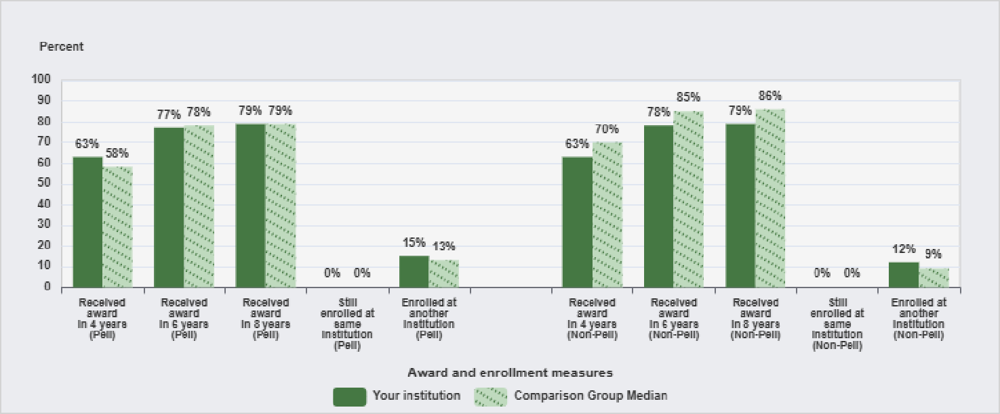 Percent
100
90
80
70
60
50
40
30
20
10
0
63%
58%
77%
78%
79%
79%
0%
0%
15%
13%
63%
70%
78%
85%
79%
86%
0%
0%
12%
9%
Received
award
in 4 years
(Pell)
Received
award
in 6 years
(Pell)
Received
award
in 8 years
(Pell)
Still
enrolled at
same
institution
(Pell)
Enrolled at
another
institution
(Pell)
Received
award
in 4 years
(Non-Pell)
Received
award
in 6 years
(Non-Pell)
Received
award
in 8 years
(Non-Pell)
Still
enrolled at
same
institution
(Non-Pell)
Enrolled at
another
institution
(Non-Pell)
Award and enrollment measures
Your institution
Comparison Group Median